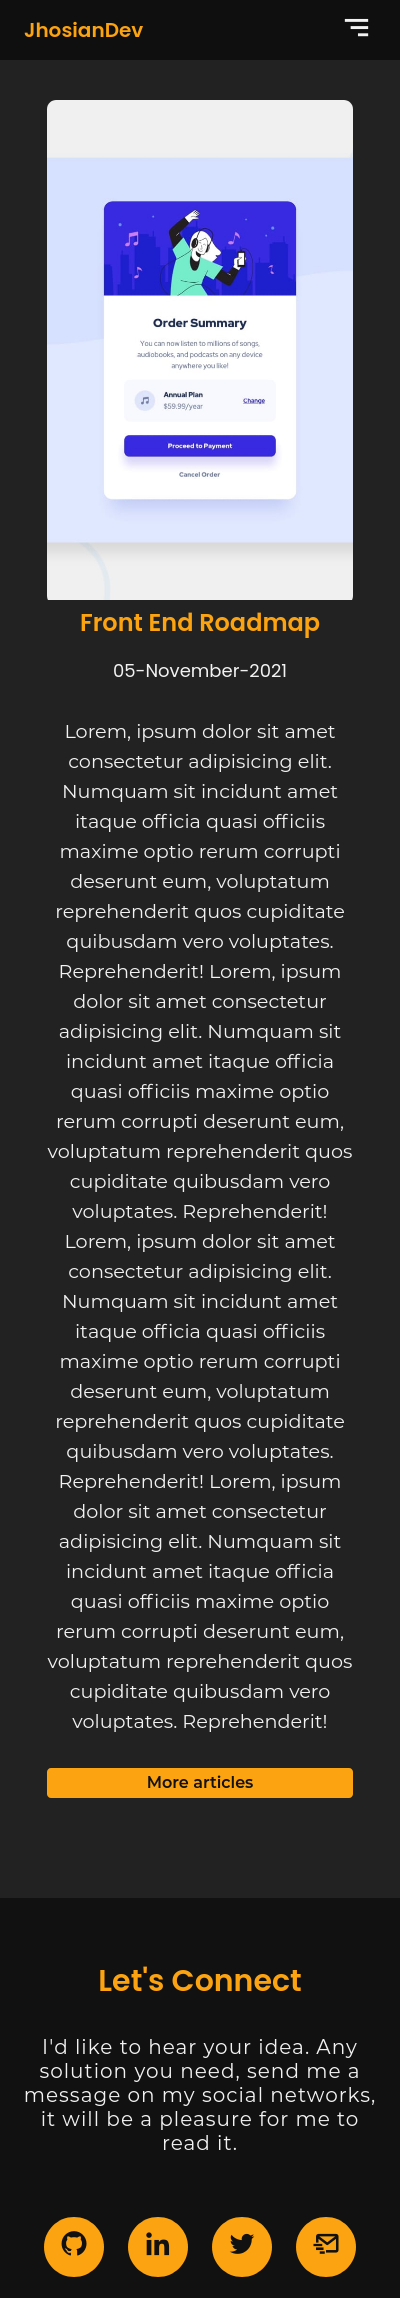 JhosianDev
Order Summary
You can now listen to millions of songs,
audiobooks, and podcasts on any device
anywhere you like!
Annual Plan
$59.99/year
Change
Proceed to Payment
Cancel Order
Front End Roadmap
05-November-2021
Lorem, ipsum dolor sit amet
consectetur adipisicing elit.
Numquam sit incidunt amet
itaque officia quasi officiis
maxime optio rerum corrupti
deserunt eum, voluptatum
reprehenderit quos cupiditate
quibusdam vero voluptates.
Reprehenderit! Lorem, ipsum
dolor sit amet consectetur
adipisicing elit. Numquam sit
incidunt amet itaque officia
quasi officiis maxime optio
rerum corrupti deserunt eum,
voluptatum reprehenderit quos
cupiditate quibusdam vero
voluptates. Reprehenderit!
Lorem, ipsum dolor sit amet
consectetur adipisicing elit.
Numquam sit incidunt amet
itaque officia quasi officiis
maxime optio rerum corrupti
deserunt eum, voluptatum
reprehenderit quos cupiditate
quibusdam vero voluptates.
Reprehenderit! Lorem, ipsum
dolor sit amet consectetur
adipisicing elit. Numquam sit
incidunt amet itaque officia
quasi officiis maxime optio
rerum corrupti deserunt eum,
voluptatum reprehenderit quos
cupiditate quibusdam vero
voluptates. Reprehenderit!
More articles
Let's Connect
I'd like to hear your idea. Any
solution you need, send me a
message on my social networks,
it will be a pleasure for me to
read it.